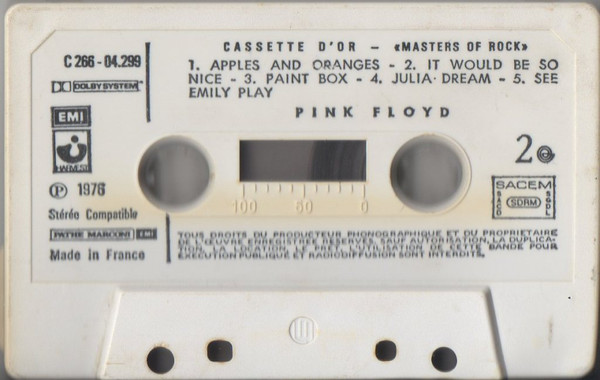 C 266 - 04.299
CASSETTE D'OR - «MASTERS OF ROCK»
1. APPLES AND ORANGES - 2. IT WOULD BE SO
NICE - 3. PAINT BOX - 4. JULIA DREAM - 5. SEE
EMILY PLAY
DOLBY SYSTEM
PINK FLOYD
EMI
HARVEST
2
Ⓟ 1976
100 50 0
SACEM
SACD SDRM SGDL
Stéréo Compatible
PATHE MARCONI EMI
Made in France
TOUS DROITS DU PRODUCTEUR PHONOGRAPHIQUE ET DU PROPRIETAIRE
DE L'ŒUVRE ENREGISTREE RESERVES. SAUF AUTORISATION, LA DUPLICA-
TION, LA LOCATION, LE PRET, L'UTILISATION DE CETTE BANDE POUR
EXECUTION PUBLIQUE ET RADIODIFFUSION SONT INTERDITS.